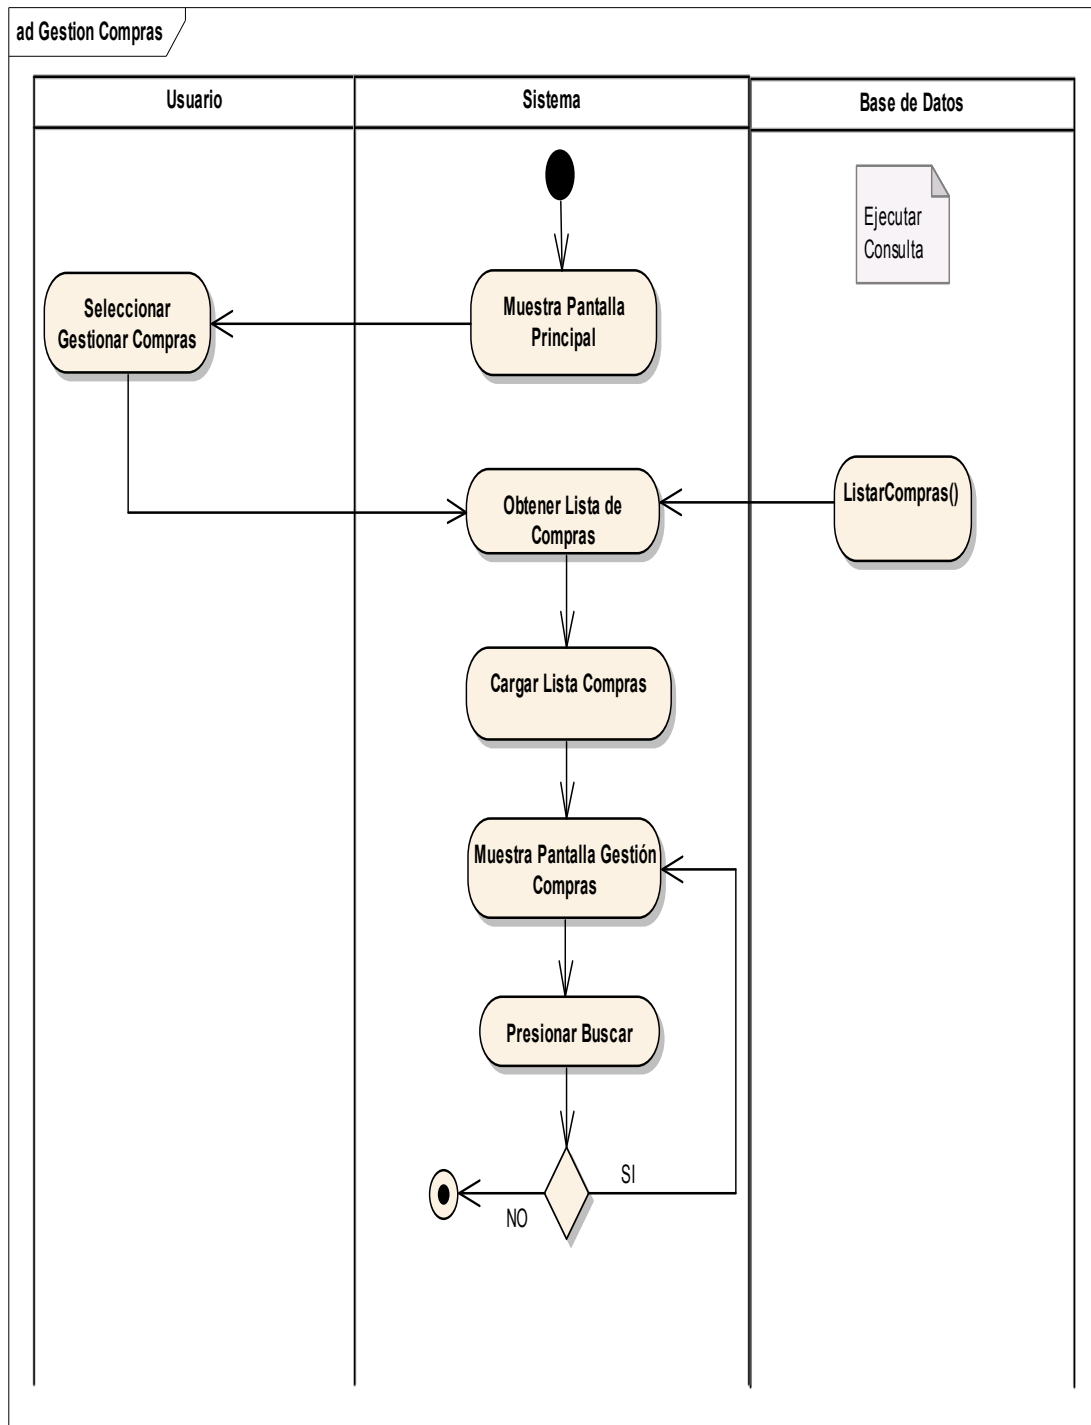 ad Gestion Compras
Usuario
Sistema
Base de Datos
Ejecutar
Consulta
Seleccionar
Gestionar Compras
Muestra Pantalla
Principal
Obtener Lista de
Compras
ListarCompras()
Cargar Lista Compras
Muestra Pantalla Gestión
Compras
Presionar Buscar
SI
NO